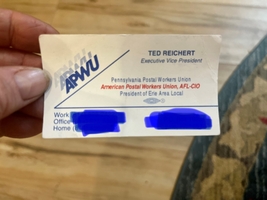 APWU
TED REICHERT
Executive Vice President
Pennsylvania Postal Workers Union
American Postal Workers Union, AFL-CIO
President of Erie Area Local
Work
Office
Home